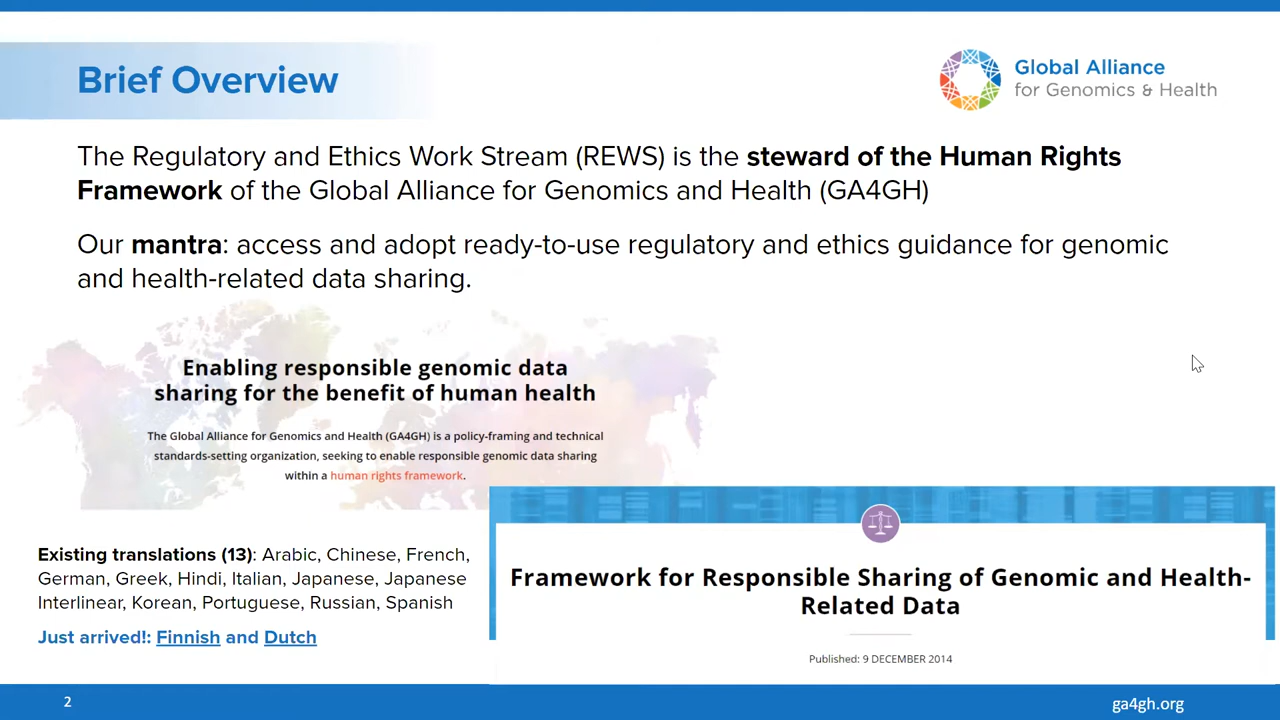 Brief Overview
Global Alliance
for Genomics & Health
The Regulatory and Ethics Work Stream (REWS) is the steward of the Human Rights
Framework of the Global Alliance for Genomics and Health (GA4GH)
Our mantra: access and adopt ready-to-use regulatory and ethics guidance for genomic
and health-related data sharing.
Enabling responsible genomic data
sharing for the benefit of human health
The Global Alliance for Genomics and Health (GA4GH) is a policy-framing and technical
standards-setting organization, seeking to enable responsible genomic data sharing
within a human rights framework.
Existing translations (13): Arabic, Chinese, French,
German, Greek, Hindi, Italian, Japanese, Japanese
Interlinear, Korean, Portuguese, Russian, Spanish
Just arrived!: Finnish and Dutch
Framework for Responsible Sharing of Genomic and Health-
Related Data
Published: 9 DECEMBER 2014
2
ga4gh.org